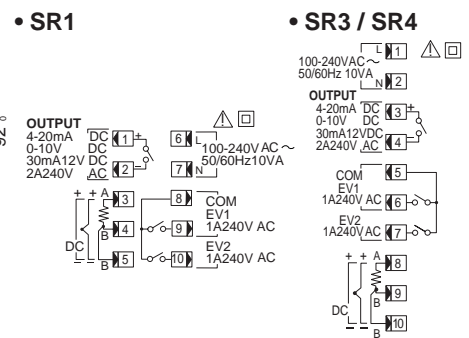 • SR1
OUTPUT
4-20mA DC 1 +
0-10V DC
30mA12V DC 2 −
2A240V AC
6 L
100-240V AC ~
7 N 50/60Hz10VA
+ + A 3
4
B
DC
− − 5
B
8 COM
EV1
9 1A240V AC
EV2
10 1A240V AC
92
• SR3 / SR4
L 1
100-240VAC ~
50/60Hz 10VA
N 2
OUTPUT
4-20mA DC 3 +
0-10V DC
30mA12VDC 4 −
2A240V AC
COM 5
EV1
1A240V AC 6
EV2
1A240V AC 7
+ + A 8
B 9
DC
− − 10
B